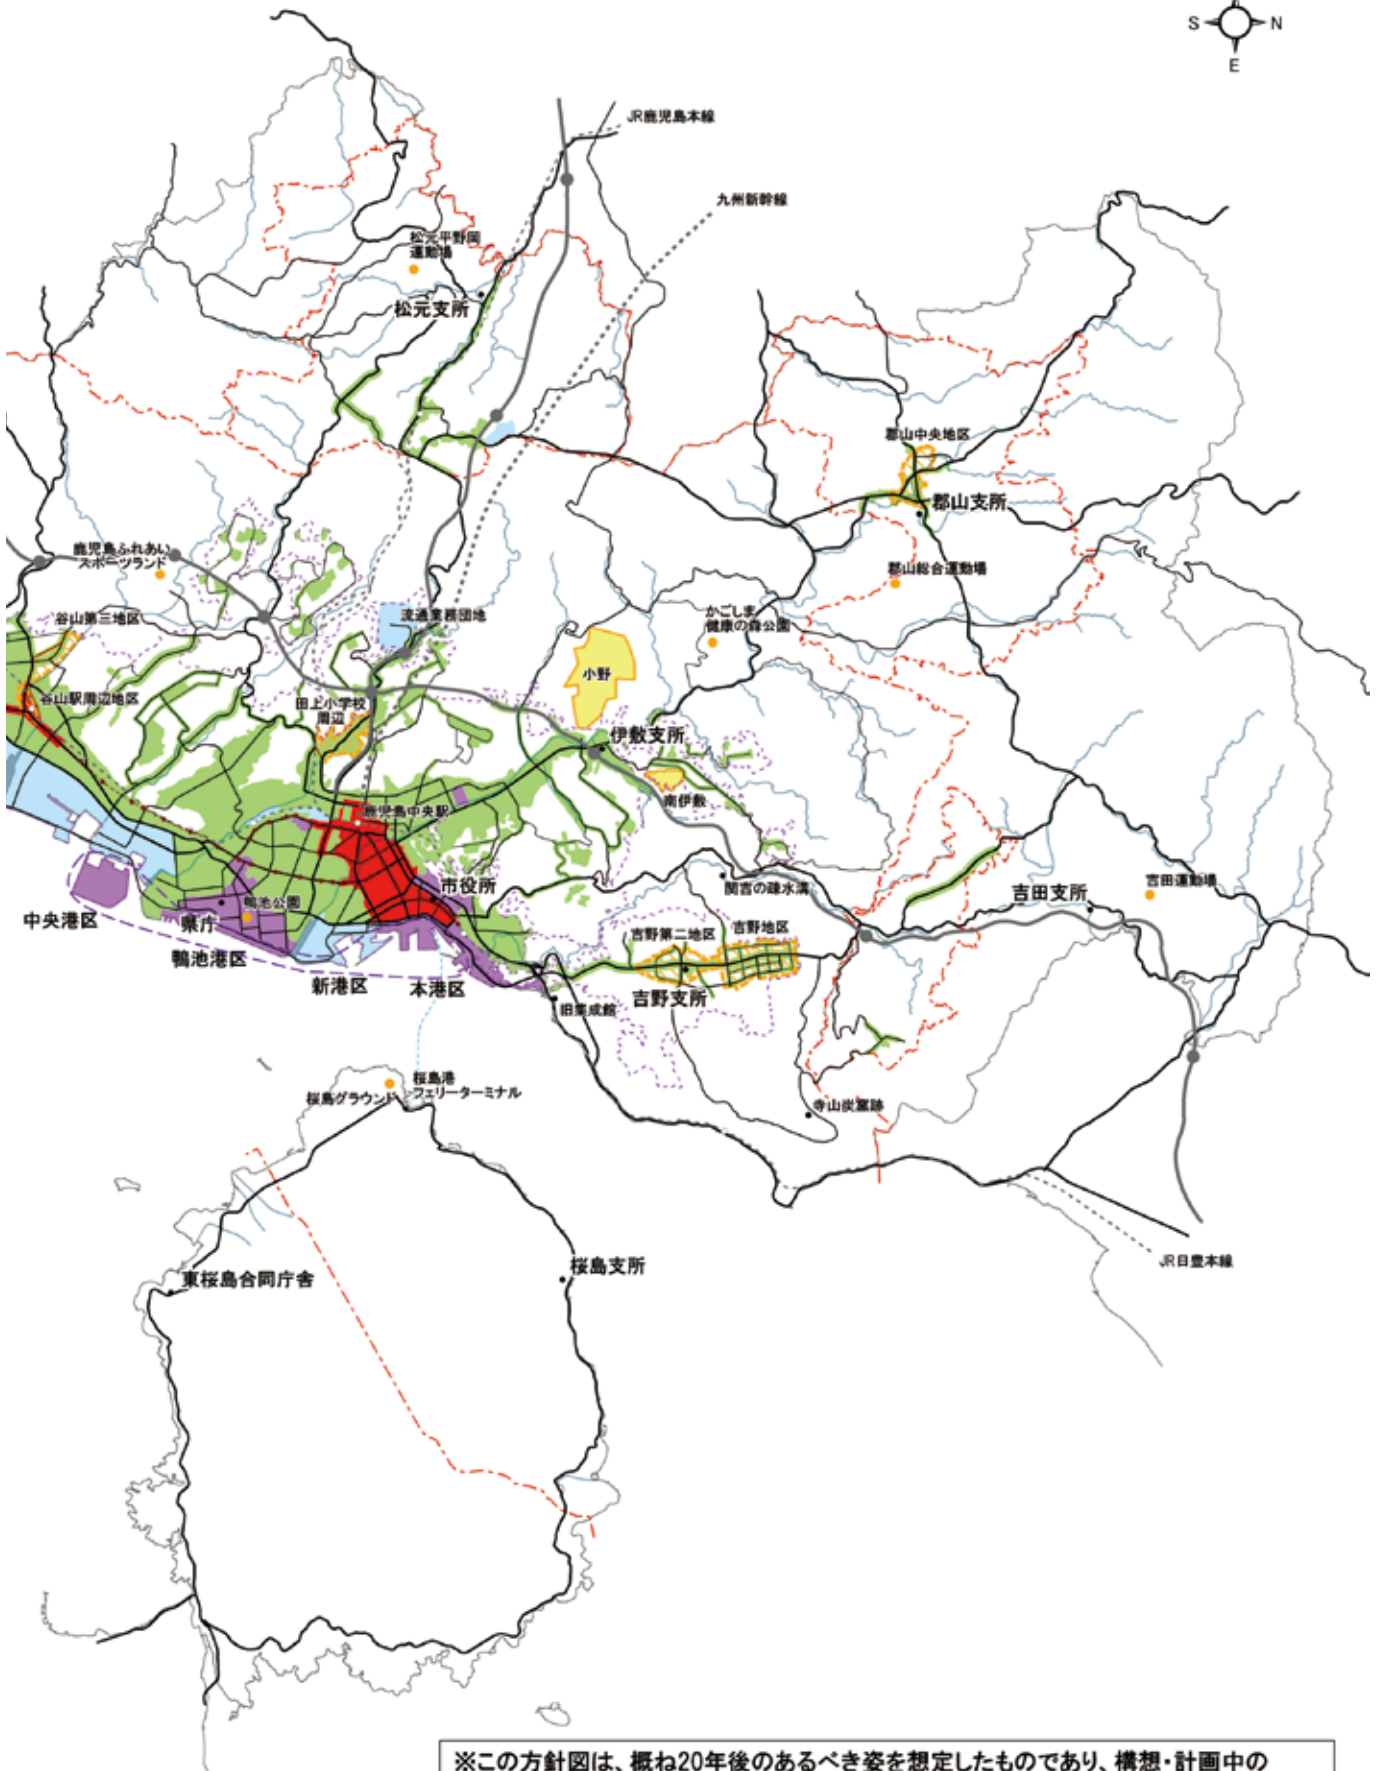 S
N
E
JR鹿児島本線
九州新幹線
松元平野岡
運動場
松元支所
郡山中央地区
郡山支所
鹿児島ふれあい
スポーツランド
郡山総合運動場
谷山第三地区
流通業務団地
かごしま
健康の森公園
小野
谷山駅周辺地区
田上小学校
周辺
伊敷支所
南伊敷
鹿児島中央駅
市役所
関吉の疎水溝
吉田支所
吉田運動場
中央港区
県庁
鴨池公園
鴨池港区
新港区
本港区
吉野第二地区
吉野地区
吉野支所
旧集成館
桜島グラウンド
桜島港
フェリーターミナル
寺山炭窯跡
JR日豊本線
東桜島合同庁舎
桜島支所
※この方針図は、概ね20年後のあるべき姿を想定したものであり、構想・計画中の